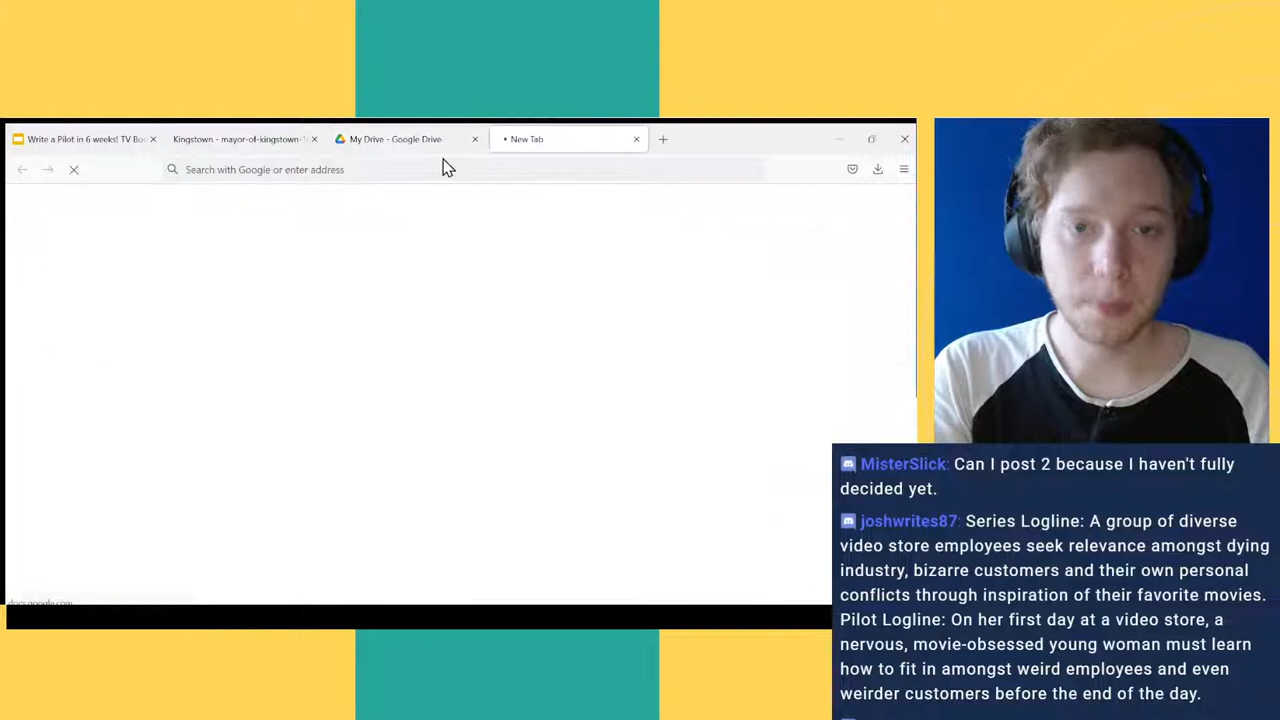 Write a Pilot in 6 weeks! TV Bo
Kingstown - mayor-of-kingstown-
My Drive - Google Drive
New Tab
Search with Google or enter address
docs.google.com
MisterSlick: Can I post 2 because I haven't fully
decided yet.
joshwrites87: Series Logline: A group of diverse
video store employees seek relevance amongst dying
industry, bizarre customers and their own personal
conflicts through inspiration of their favorite movies.
Pilot Logline: On her first day at a video store, a
nervous, movie-obsessed young woman must learn
how to fit in amongst weird employees and even
weirder customers before the end of the day.